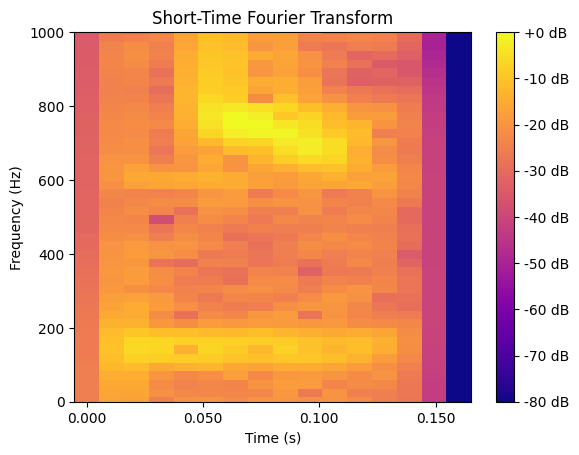 Short-Time Fourier Transform
1000
800
600
400
200
0
Frequency (Hz)
0.000
0.050
0.100
0.150
Time (s)
+0 dB
-10 dB
-20 dB
-30 dB
-40 dB
-50 dB
-60 dB
-70 dB
-80 dB